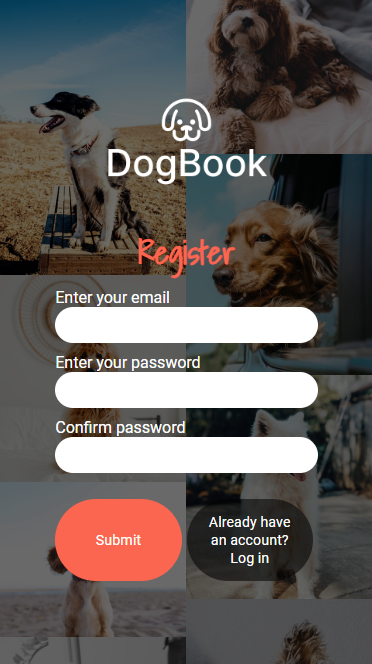 DogBook
Register
Enter your email
Enter your password
Confirm password
Submit
Already have
an account?
Log in